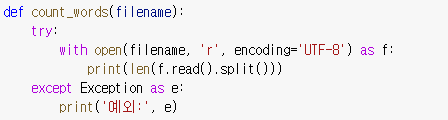 def count_words(filename):
    try:
        with open(filename, 'r', encoding='UTF-8') as f:
            print(len(f.read().split()))
    except Exception as e:
        print('예외:', e)